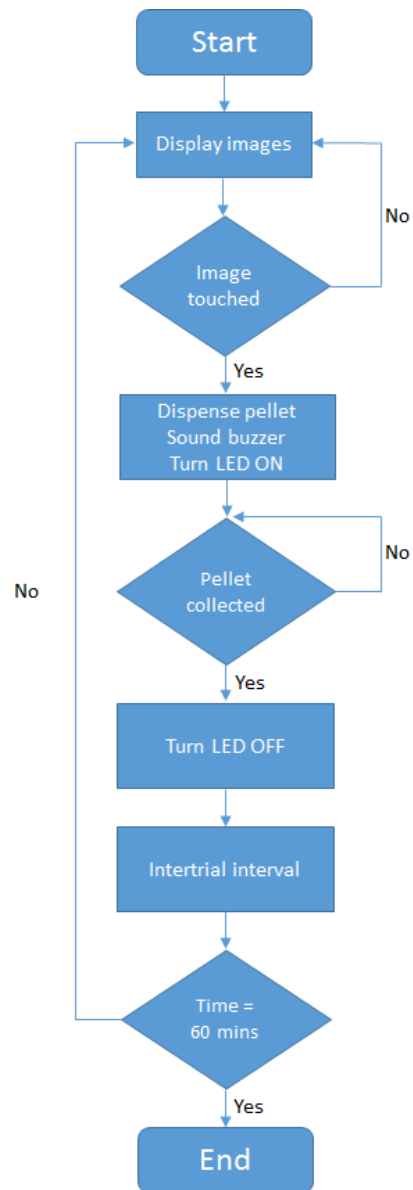 Start
Display images
No
Image
touched
Yes
Dispense pellet
Sound buzzer
Turn LED ON
No
Pellet
collected
No
Yes
Turn LED OFF
Intertrial interval
Time =
60 mins
Yes
End